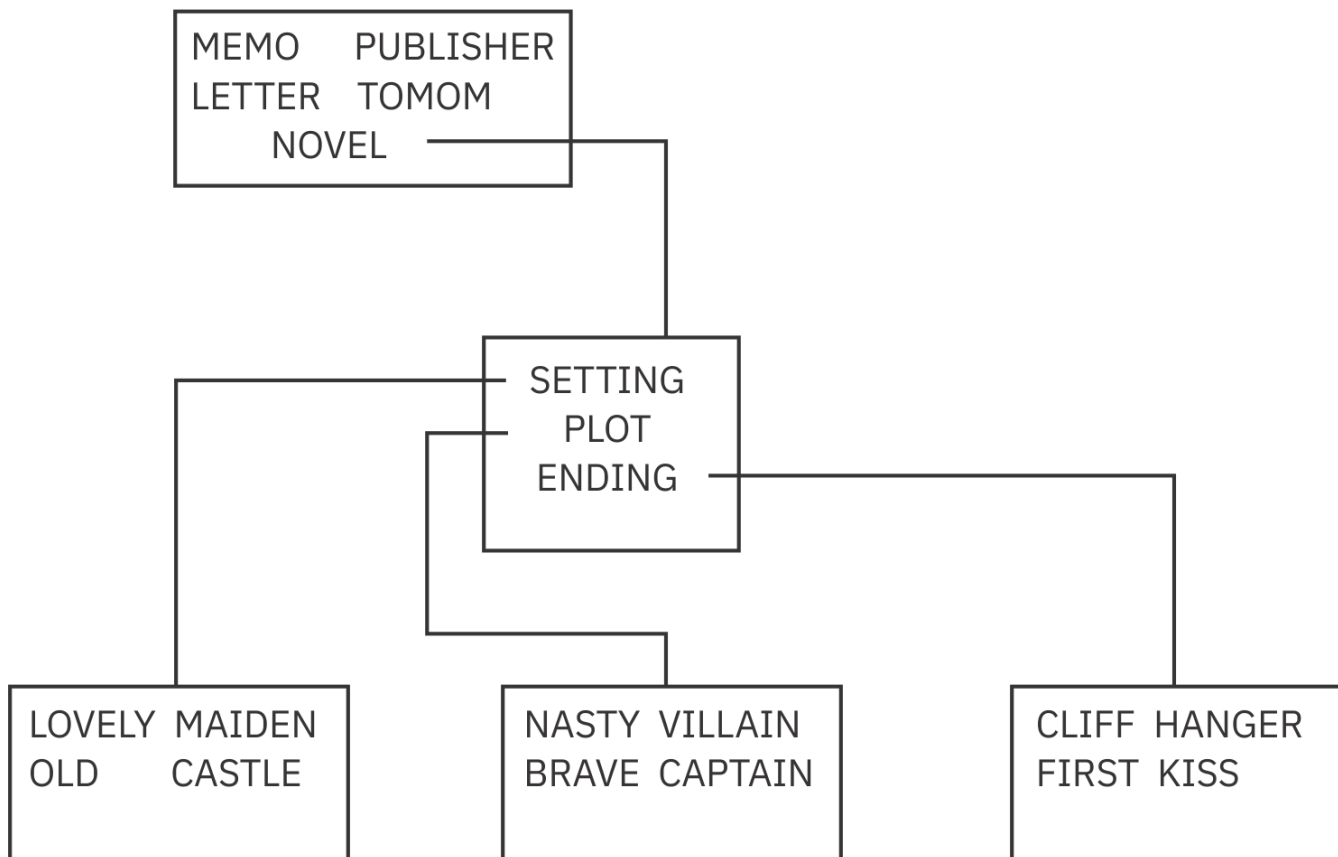 MEMO PUBLISHER
LETTER TOMOM
NOVEL
SETTING
PLOT
ENDING
LOVELY MAIDEN
OLD CASTLE
NASTY VILLAIN
BRAVE CAPTAIN
CLIFF HANGER
FIRST KISS